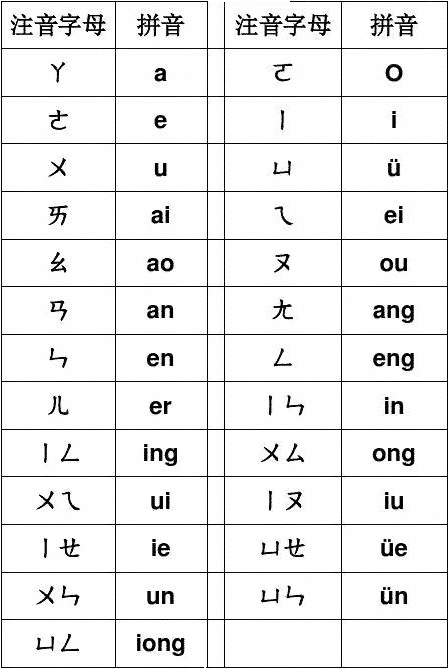 注音字母 拼音 注音字母 拼音
ㄚ a ㄛ O
ㄜ e ㄧ i
ㄨ u ㄩ ü
ㄞ ai ㄟ ei
ㄠ ao ㄡ ou
ㄢ an ㄤ ang
ㄣ en ㄥ eng
ㄦ er ㄧㄣ in
ㄧㄥ ing ㄨㄙ ong
ㄨㄟ ui ㄧㄡ iu
ㄧㄝ ie ㄩㄝ üe
ㄨㄣ un ㄩㄣ ün
ㄩㄥ iong